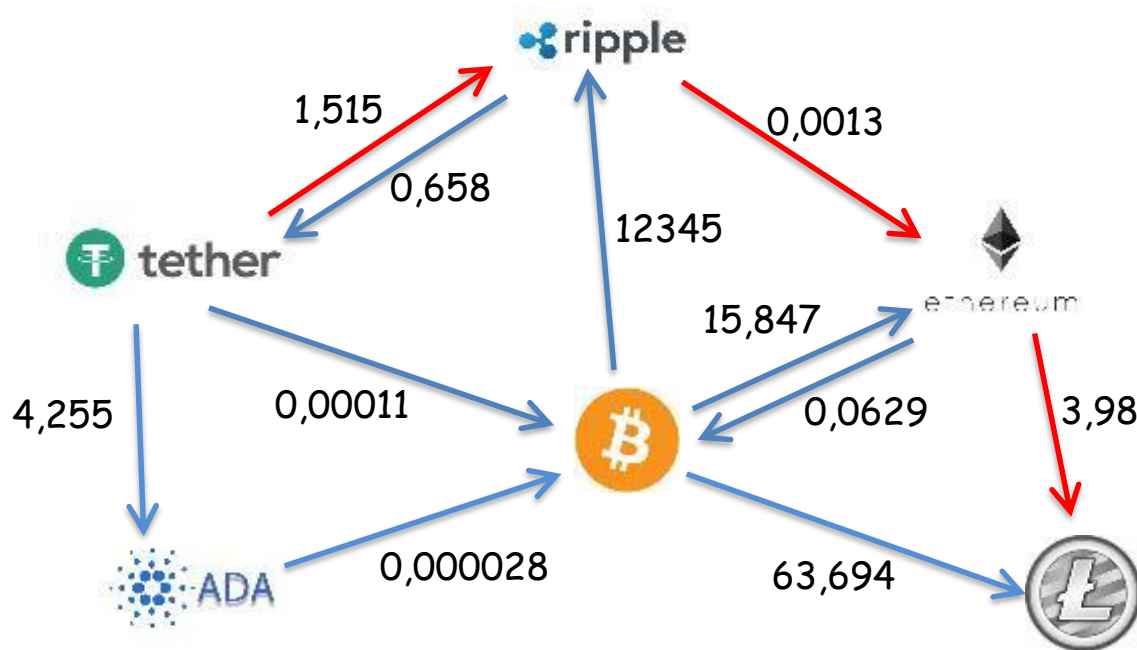 ripple
1,515
0,0013
0,658
12345
tether
ethereum
15,847
4,255
0,00011
0,0629
3,98
ADA
0,000028
63,694